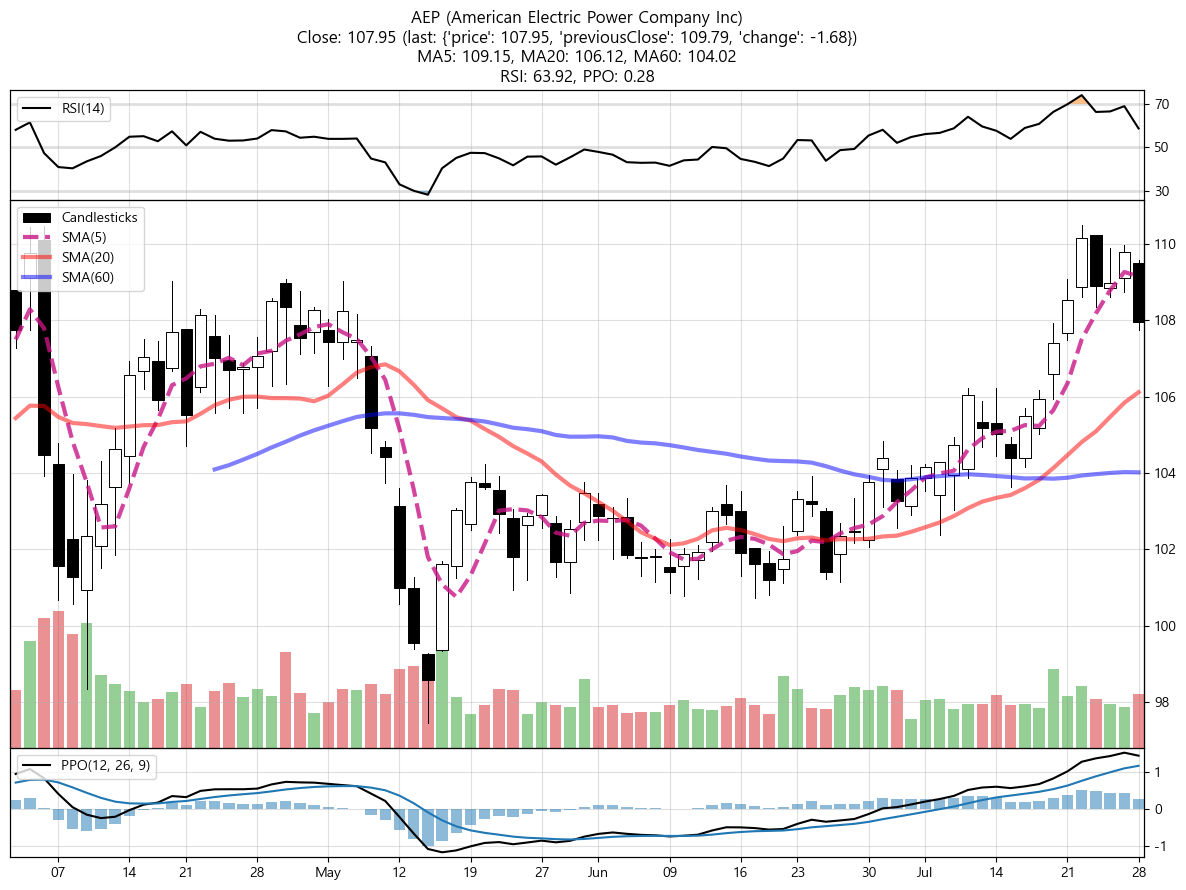 AEP (American Electric Power Company Inc)
Close: 107.95 (last: {'price': 107.95, 'previousClose': 109.79, 'change': -1.68})
MA5: 109.15, MA20: 106.12, MA60: 104.02
RSI: 63.92, PPO: 0.28
RSI(14)
70
50
30
Candlesticks
SMA(5)
SMA(20)
SMA(60)
110
108
106
104
102
100
98
PPO(12, 26, 9)
1
0
-1
07 14 21 28 May 12 19 27 Jun 09 16 23 30 Jul 14 21 28